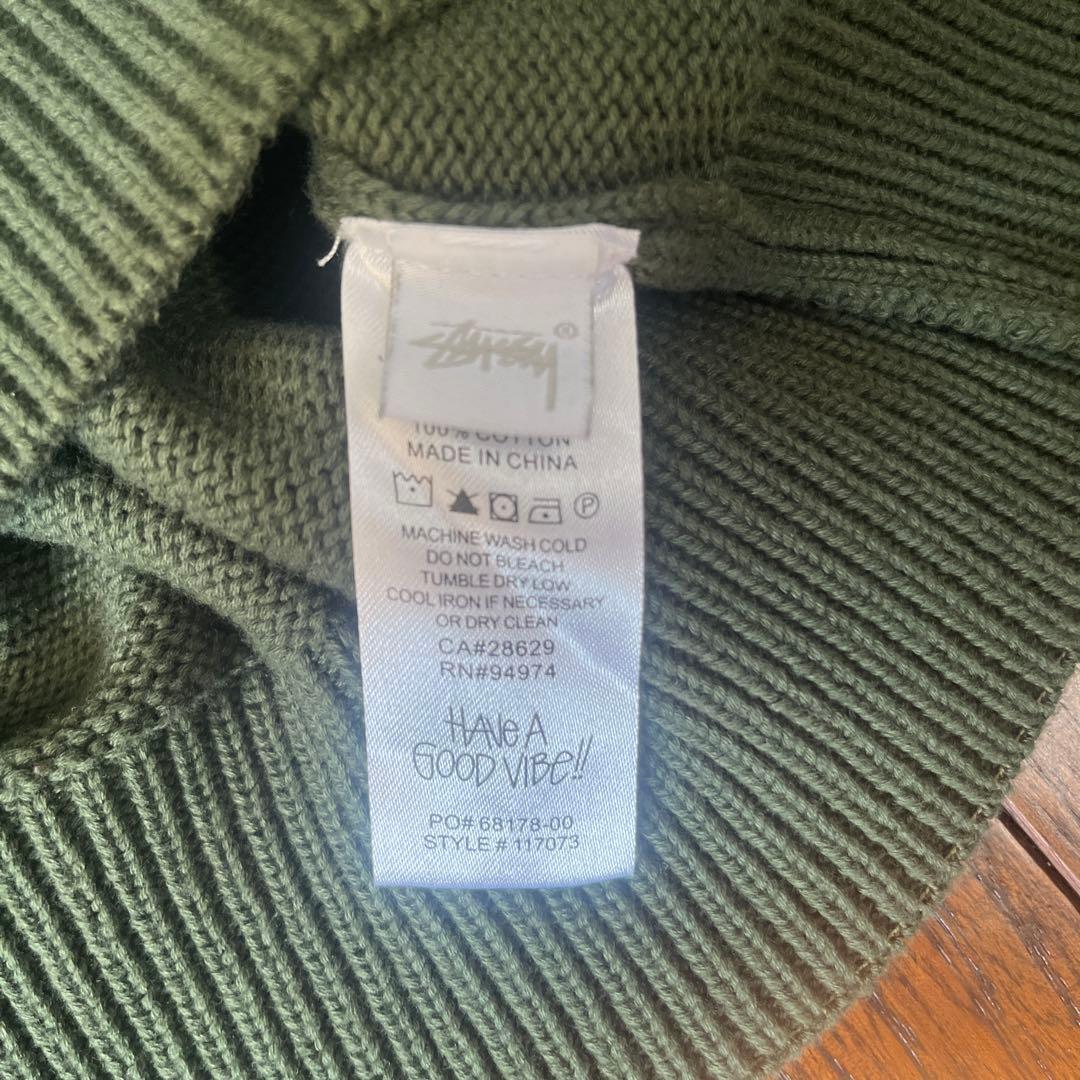 Stüssy ®
100% COTTON
MADE IN CHINA
P
MACHINE WASH COLD
DO NOT BLEACH
TUMBLE DRY LOW
COOL IRON IF NECESSARY
OR DRY CLEAN
CA#28629
RN#94974
HAVE A
GOOD VIBE!!
PO# 68178-00
STYLE # 117073